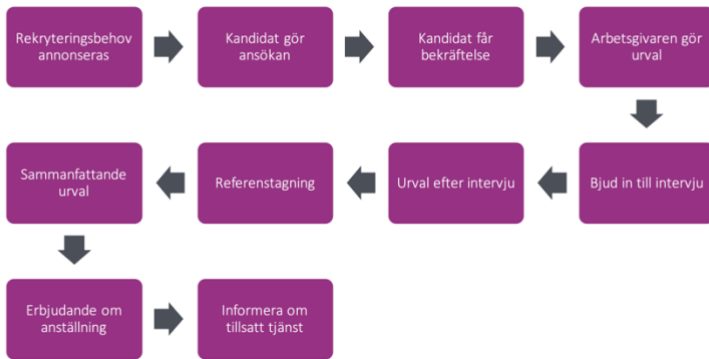 Rekryteringsbehov
annonseras
Kandidat gör
ansökan
Kandidat får
bekräftelse
Arbetsgivaren gör
urval
Bjud in till intervju
Urval efter intervju
Referenstagning
Sammanfattande
urval
Erbjudande om
anställning
Informera om
tillsatt tjänst